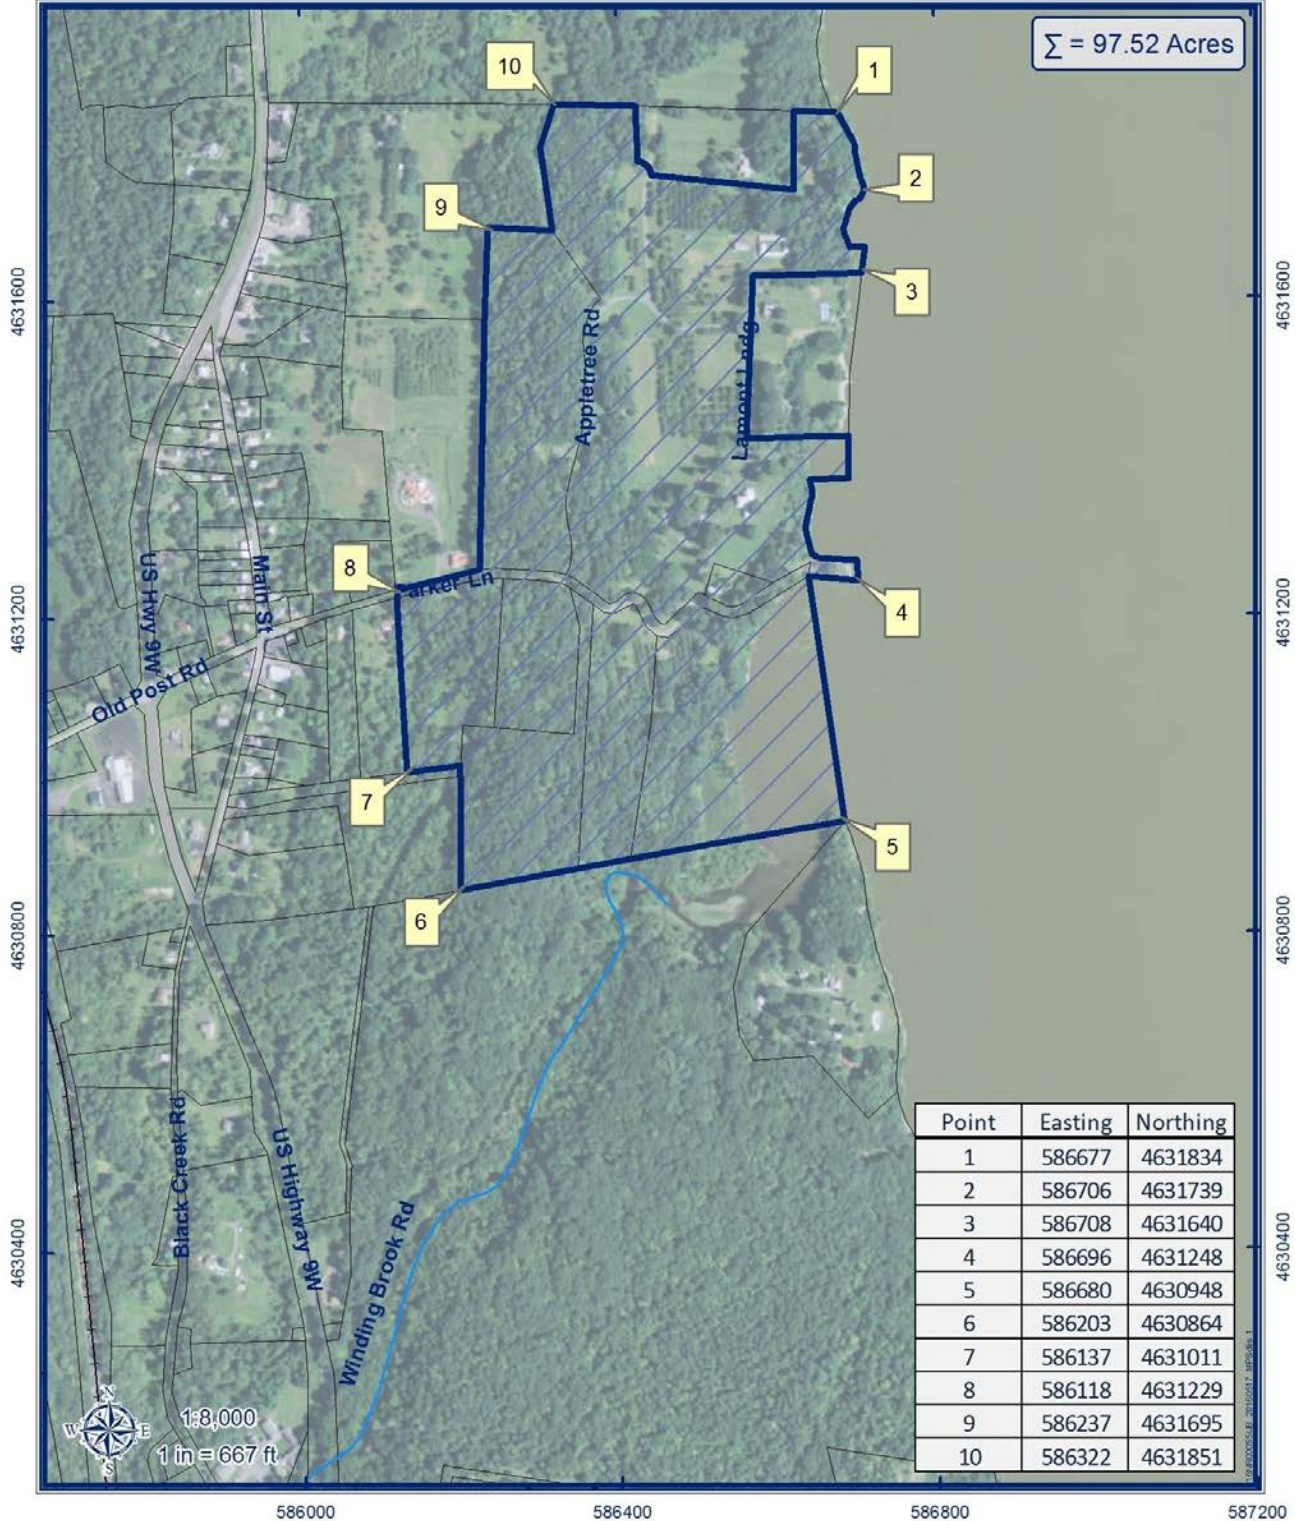 ∑ = 97.52 Acres
10
1
2
9
3
4631600
4631600
Appletree Rd
Lamont Lndg
8
Parker Ln
US Hwy 9W
Main St
4
4631200
4631200
Old Post Rd
7
5
6
4630800
4630800
Black Creek Rd
US Highway 9W
Winding Brook Rd
4630400
4630400
Point Easting Northing
1 586677 4631834
2 586706 4631739
3 586708 4631640
4 586696 4631248
5 586680 4630948
6 586203 4630864
7 586137 4631011
8 586118 4631229
9 586237 4631695
10 586322 4631851
N
W E
S
1:8,000
1 in = 667 ft
586000 586400 586800 587200